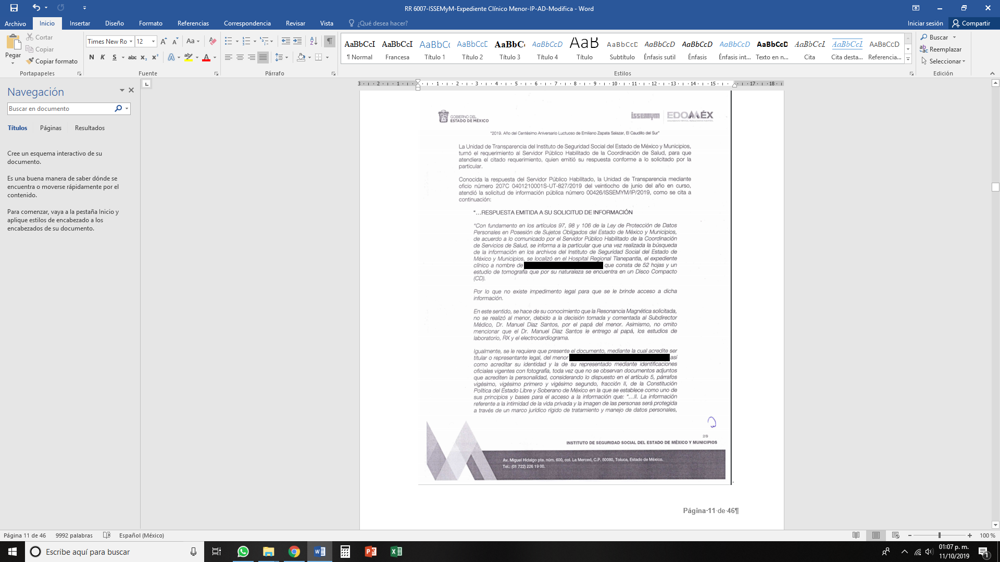 RR 6007-ISSEMyM-Expediente Clínico Menor-IP-AD-Modifica - Word
Archivo Inicio Insertar Diseño Formato Referencias Correspondencia Revisar Vista ¿Qué desea hacer? Iniciar sesión Compartir
Pegar
Cortar
Copiar
Copiar formato
Portapapeles
Times New Ro 12
N K S abc x₂ x²
Fuente
Párrafo
AaBbCcI AaBbCcI AaBbC( AaBbCcD AaBbC( AaBbCcD AaB AaBbCcD AaBbCcD AaBbCcD AaBbCcD AaBbCcD AaBbCcI AaBbCcI AaBbCcD
¶ Normal Francesa Título 1 Título 2 Título 3 Título 4 Título Subtítulo Énfasis sutil Énfasis Énfasis int... Texto en n... Cita Cita desta... Referencia...
Estilos
Buscar
Reemplazar
Seleccionar
Edición
Navegación
Buscar en documento
Títulos Páginas Resultados
Cree un esquema interactivo de su
documento.
Es una buena manera de saber dónde se
encuentra o moverse rápidamente por el
contenido.
Para comenzar, vaya a la pestaña Inicio y
aplique estilos de encabezado a los
encabezados de su documento.
3 2 1 1 2 3 4 5 6 7 8 9 10 11 12 13 14 15 17 18
GOBIERNO DEL
ESTADO DE MÉXICO
issemym EDOMÉX
"2019. Año del Centésimo Aniversario Luctuoso de Emiliano Zapata Salazar, El Caudillo del Sur"
La Unidad de Transparencia del Instituto de Seguridad Social del Estado de México y Municipios,
turnó el requerimiento al Servidor Público Habilitado de la Coordinación de Salud, para que
atendiera el citado requerimiento, quien emitió su respuesta conforme a lo solicitado por la
particular.
Conocida la respuesta del Servidor Público Habilitado, la Unidad de Transparencia mediante
oficio número 207C 0401210001S-UT-827/2019 del veintiocho de junio del año en curso,
atendió la solicitud de información pública número 00426/ISSEMYM/IP/2019, como se cita a
continuación:
"...RESPUESTA EMITIDA A SU SOLICITUD DE INFORMACIÓN
"Con fundamento en los artículos 97, 98 y 106 de la Ley de Protección de Datos
Personales en Posesión de Sujetos Obligados del Estado de México y Municipios,
de acuerdo a lo comunicado por el Servidor Público Habilitado de la Coordinación
de Servicios de Salud, se informa a la particular que una vez realizada la búsqueda
de la información en los archivos del Instituto de Seguridad Social del Estado de
México y Municipios, se localizó en el Hospital Regional Tlanepantla, el expediente
clínico a nombre de que consta de 52 hojas y un
estudio de tomografía que por su naturaleza se encuentra en un Disco Compacto
(CD).
Por lo que no existe impedimento legal para que se le brinde acceso a dicha
información.
En este sentido, se hace de su conocimiento que la Resonancia Magnética solicitada,
no se realizó al menor, debido a la decisión tomada y comentada al Subdirector
Médico, Dr. Manuel Diaz Santos, por el papá del menor. Asimismo, no omito
mencionar que el Dr. Manuel Diaz Santos le entrego al papá, los estudios de
laboratorio, RX y el electrocardiograma.
Igualmente, se le requiere que presente el documento, mediante la cual acredite ser
titular o representante legal, del menor así
como acreditar su identidad y la de su representado mediante identificaciones
oficiales vigentes con fotografía, toda vez que no se observan documentos adjuntos
que acrediten la personalidad, considerando lo dispuesto en el artículo 5, párrafos
vigésimo, vigésimo primero y vigésimo segundo, fracción II, de la Constitución
Política del Estado Libre y Soberano de México en la que se establece como uno de
sus principios y bases para el acceso a la información que: "...II. La información
referente a la intimidad de la vida privada y la imagen de las personas será protegida
a través de un marco jurídico rígido de tratamiento y manejo de datos personales,
2/9
INSTITUTO DE SEGURIDAD SOCIAL DEL ESTADO DE MÉXICO Y MUNICIPIOS
Av. Miguel Hidalgo pte. núm. 600, col. La Merced, C.P. 50080, Toluca, Estado de México.
Tel.: (01 722) 226 19 00.
Página·11·de·46¶
Página 11 de 46 9992 palabras Español (México) 100 %
Escribe aquí para buscar
01:07 p. m.
11/10/2019
1